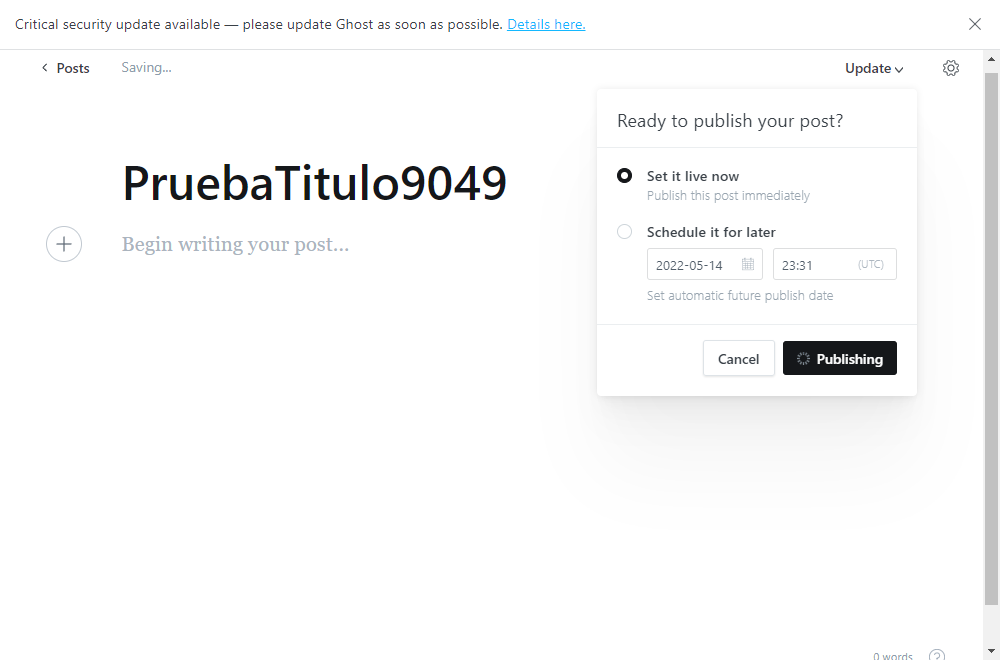 Critical security update available — please update Ghost as soon as possible. Details here.
Posts
Saving...
Update
Ready to publish your post?
PruebaTitulo9049
Set it live now
Publish this post immediately
Schedule it for later
Begin writing your post...
2022-05-14
23:31
(UTC)
Set automatic future publish date
Cancel
Publishing
0 words